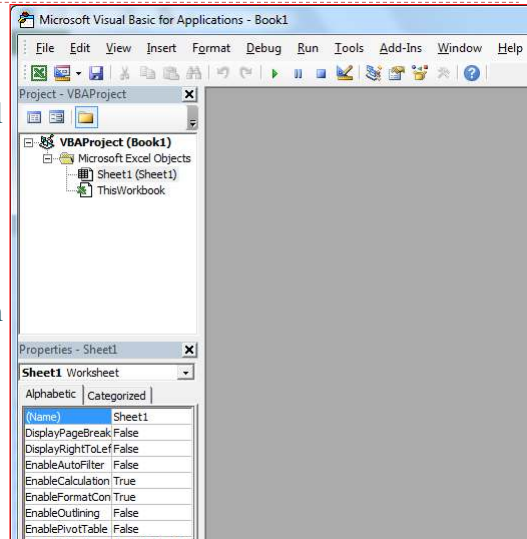 Microsoft Visual Basic for Applications - Book1
File Edit View Insert Format Debug Run Tools Add-Ins Window Help
Project - VBAProject
VBAProject (Book1)
Microsoft Excel Objects
Sheet1 (Sheet1)
ThisWorkbook
Properties - Sheet1
Sheet1 Worksheet
Alphabetic Categorized
(Name) Sheet1
DisplayPageBreak False
DisplayRightToLef False
EnableAutoFilter False
EnableCalculation True
EnableFormatCon True
EnableOutlining False
EnablePivotTable False